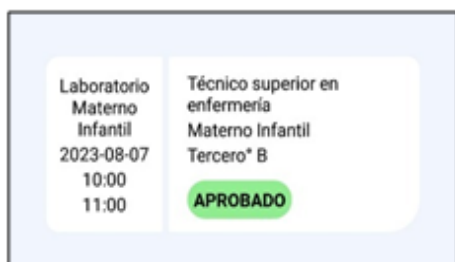 Laboratorio
Materno
Infantil
2023-08-07
10:00
11:00
Técnico superior en
enfermería
Materno Infantil
Tercero" B
APROBADO